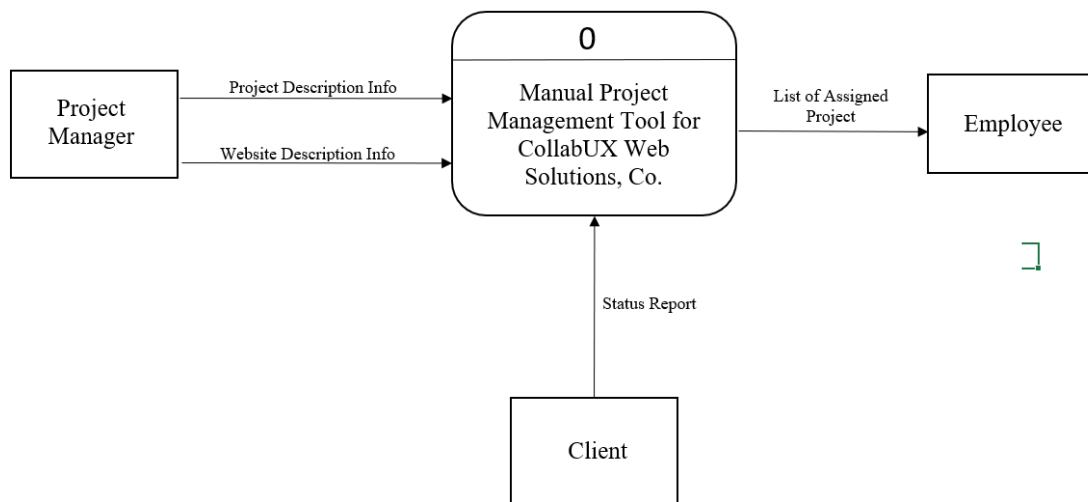 0
Project
Manager
Project Description Info
Website Description Info
Manual Project
Management Tool for
CollabUX Web
Solutions, Co.
List of Assigned
Project
Employee
Status Report
Client